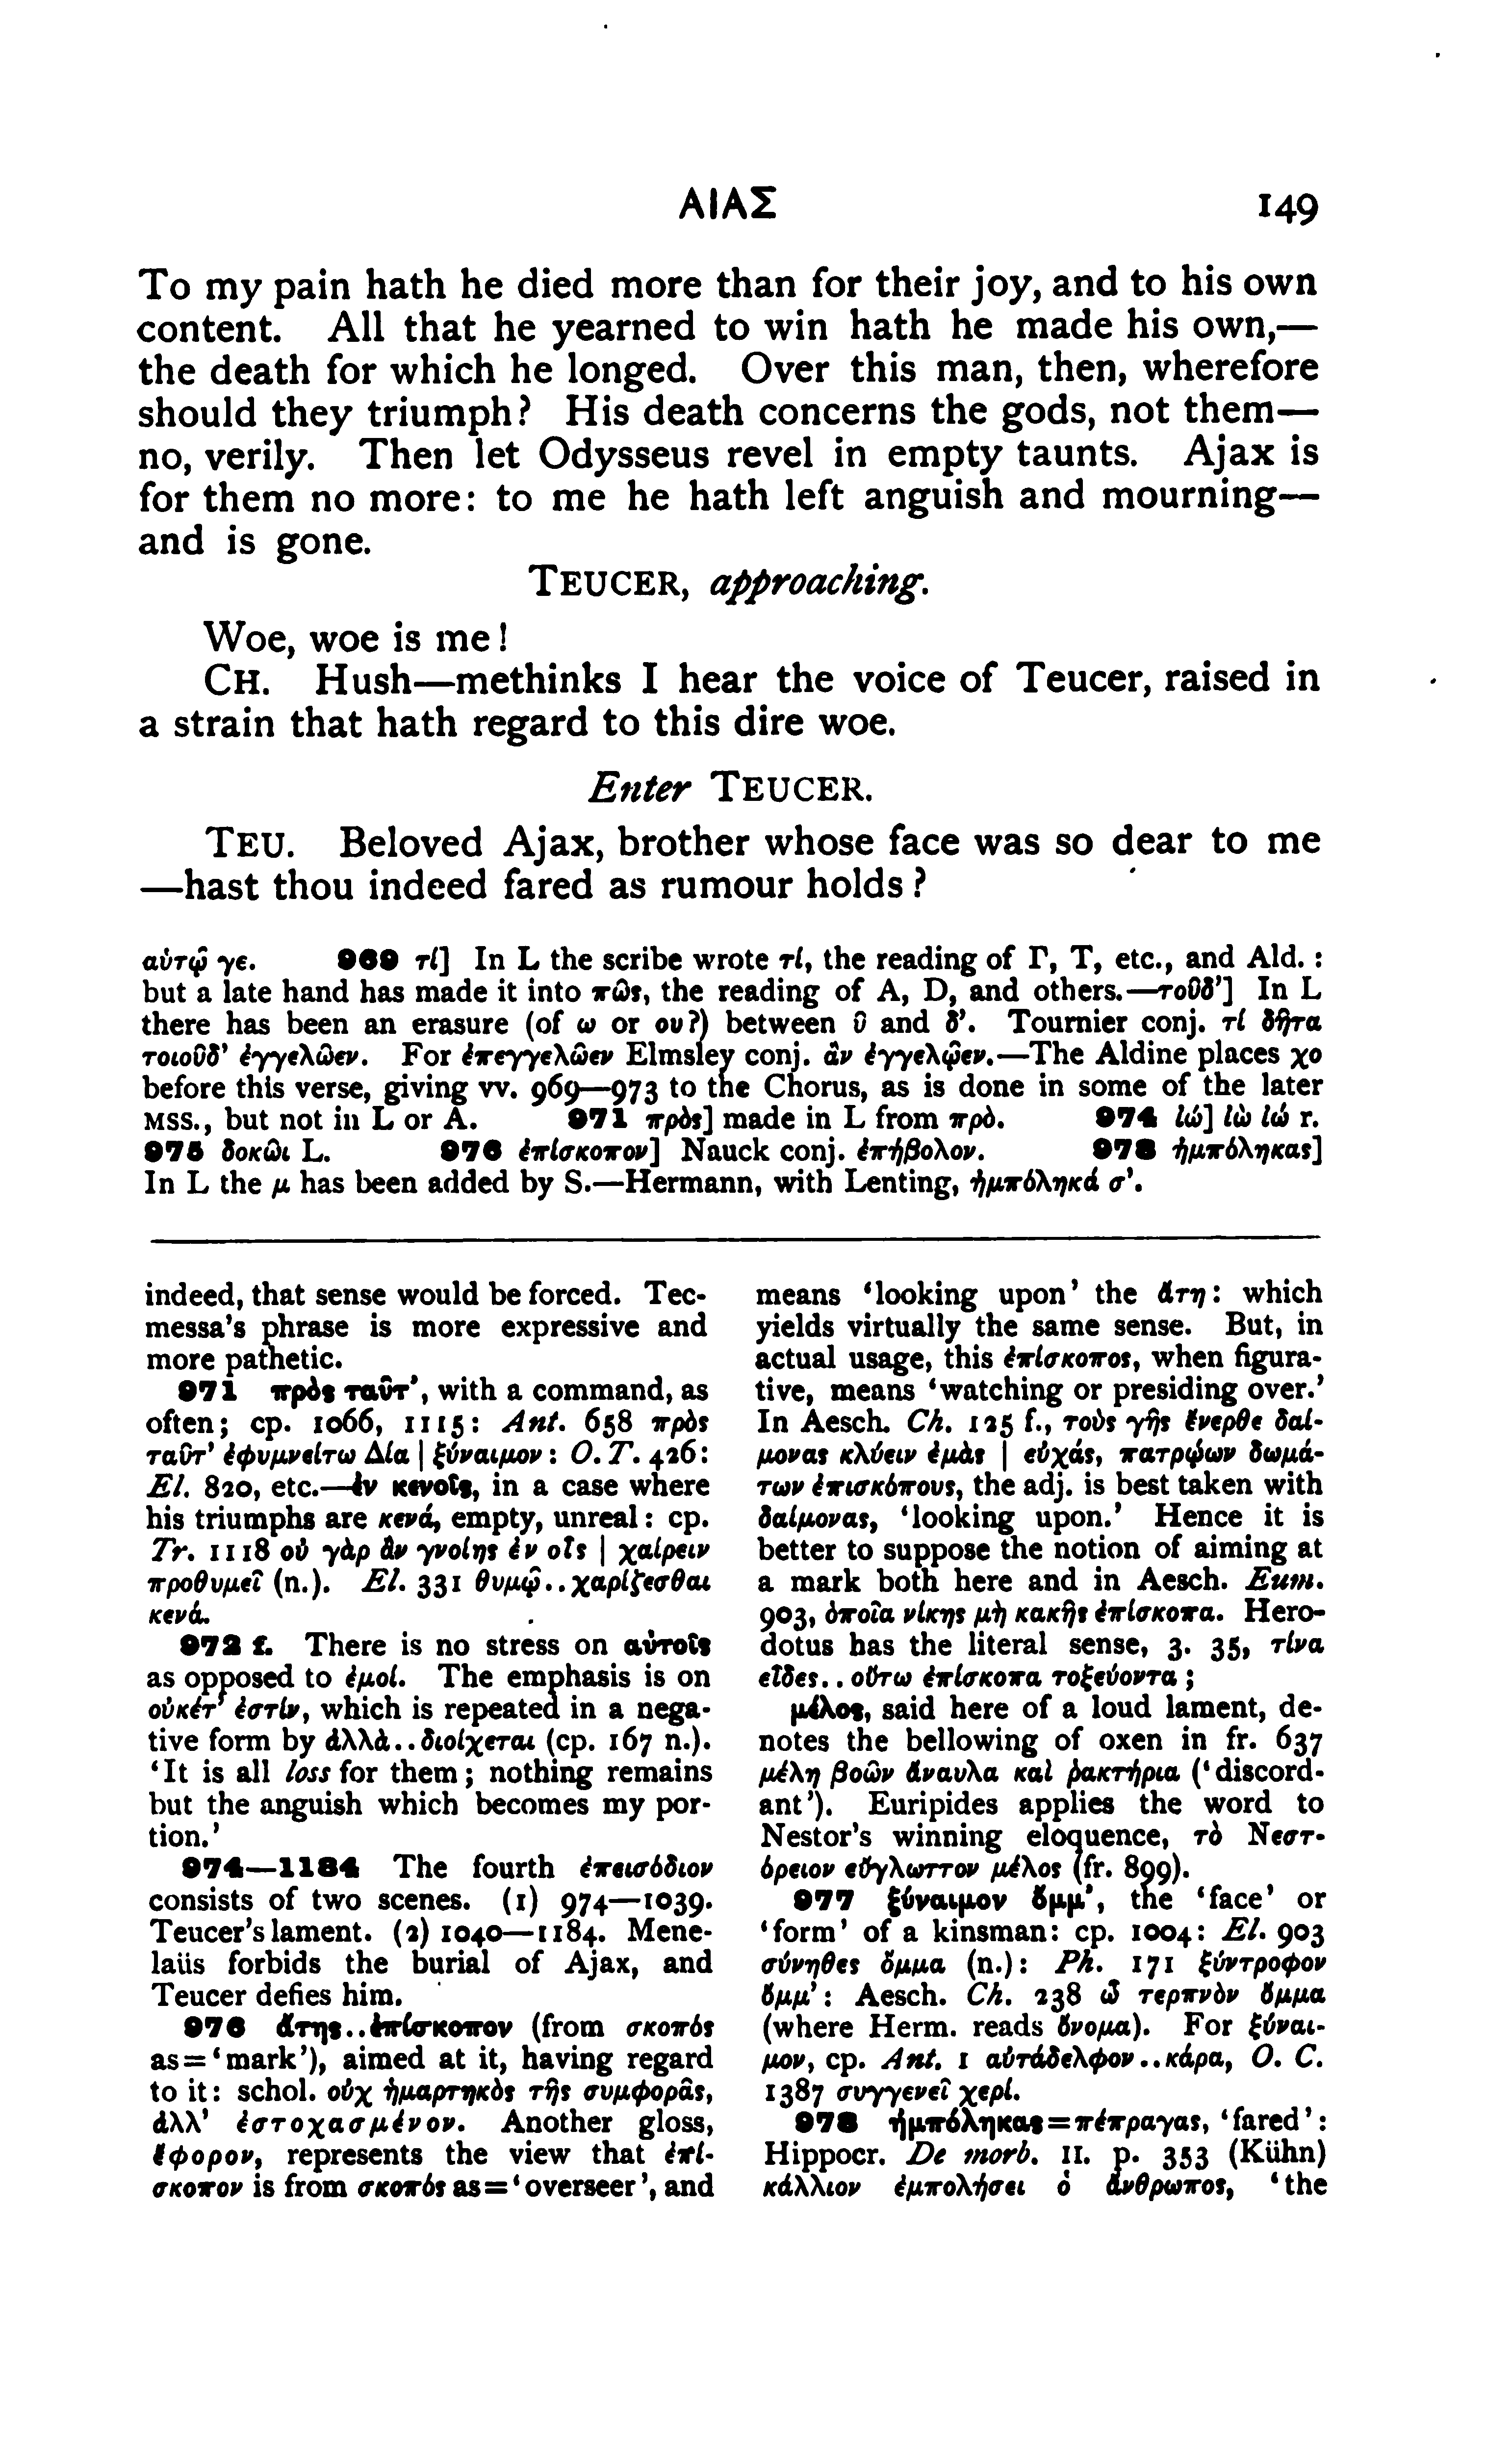 ΑΙΑΣ 149
To my pain hath he died more than for their joy, and to his own
content. All that he yearned to win hath he made his own,—
the death for which he longed. Over this man, then, wherefore
should they triumph? His death concerns the gods, not them—
no, verily. Then let Odysseus revel in empty taunts. Ajax is
for them no more: to me he hath left anguish and mourning—
and is gone.
TEUCER, approaching.
Woe, woe is me!
CH. Hush—methinks I hear the voice of Teucer, raised in
a strain that hath regard to this dire woe.
Enter TEUCER.
TEU. Beloved Ajax, brother whose face was so dear to me
—hast thou indeed fared as rumour holds?
αὐτῷ γε. 969 τί] In L the scribe wrote τί, the reading of Γ, T, etc., and Ald.:
but a late hand has made it into πῶς, the reading of A, D, and others.—τοῦδ’] In L
there has been an erasure (of ω or ου?) between ῦ and δ’. Tournier conj. τί δῆτα
τοιοῦδ’ ἐγγελῶεν. For ἐπεγγελῶεν Elmsley conj. ἂν ἐγγελῷεν.—The Aldine places χο
before this verse, giving vv. 969—973 to the Chorus, as is done in some of the later
MSS., but not in L or A. 971 πρὸς] made in L from πρὸ. 974 ἰώ] ἰὼ ἰώ r.
975 δοκῶι L. 976 ἐπίσκοπον] Nauck conj. ἐπήβολον. 978 ἠμπόληκας]
In L the μ has been added by S.—Hermann, with Lenting, ἠμπόληκά σ’.
indeed, that sense would be forced. Tec-
messa’s phrase is more expressive and
more pathetic.
971 πρὸς ταῦτ’, with a command, as
often; cp. 1066, 1115: Ant. 658 πρὸς
ταῦτ’ ἐφυμνείτω Δία | ξύναιμον: O. T. 426:
El. 820, etc.—ἐν κενοῖς, in a case where
his triumphs are κενά, empty, unreal: cp.
Tr. 1118 οὐ γὰρ ἂν γνοίης ἐν οἷς | χαίρειν
προθυμεῖ (n.). El. 331 θυμῷ..χαρίζεσθαι
κενά.
972 f. There is no stress on αὐτοῖς
as opposed to ἐμοί. The emphasis is on
οὐκέτ’ ἐστίν, which is repeated in a nega-
tive form by ἀλλὰ..διοίχεται (cp. 167 n.).
‘It is all loss for them; nothing remains
but the anguish which becomes my por-
tion.’
974—1184 The fourth ἐπεισόδιον
consists of two scenes. (1) 974—1039.
Teucer’s lament. (2) 1040—1184. Mene-
laüs forbids the burial of Ajax, and
Teucer defies him.
976 ἄτης..ἐπίσκοπον (from σκοπός
as=‘mark’), aimed at it, having regard
to it: schol. οὐχ ἡμαρτηκὸς τῆς συμφορᾶς,
ἀλλ’ ἐστοχασμένον. Another gloss,
ἔφορον, represents the view that ἐπί-
σκοπον is from σκοπός as=‘overseer’, and
means ‘looking upon’ the ἄτη: which
yields virtually the same sense. But, in
actual usage, this ἐπίσκοπος, when figura-
tive, means ‘watching or presiding over.’
In Aesch. Ch. 125 f., τοὺς γῆς ἔνερθε δαί-
μονας κλύειν ἐμὰς | εὐχάς, πατρῴων δωμά-
των ἐπισκόπους, the adj. is best taken with
δαίμονας, ‘looking upon.’ Hence it is
better to suppose the notion of aiming at
a mark both here and in Aesch. Eum.
903, ὁποῖα νίκης μὴ κακῆς ἐπίσκοπα. Hero-
dotus has the literal sense, 3. 35, τίνα
εἶδες..οὕτω ἐπίσκοπα τοξεύοντα;
μέλος, said here of a loud lament, de-
notes the bellowing of oxen in fr. 637
μέλη βοῶν ἄναυλα καὶ ῥακτήρια (‘discord-
ant’). Euripides applies the word to
Nestor’s winning eloquence, τὸ Νεστ-
όρειον εὔγλωττον μέλος (fr. 899).
977 ξύναιμον ὄμμ’, the ‘face’ or
‘form’ of a kinsman: cp. 1004: El. 903
σύνηθες ὄμμα (n.): Ph. 171 ξύντροφον
ὄμμ’: Aesch. Ch. 238 ὦ τερπνὸν ὄμμα
(where Herm. reads ὄνομα). For ξύναι-
μον, cp. Ant. 1 αὐτάδελφον..κάρα, O. C.
1387 συγγενεῖ χερί.
978 ἠμπόληκας=πέπραγας, ‘fared’:
Hippocr. De morb. II. p. 353 (Kühn)
κάλλιον ἐμπολήσει ὁ ἄνθρωπος, ‘the